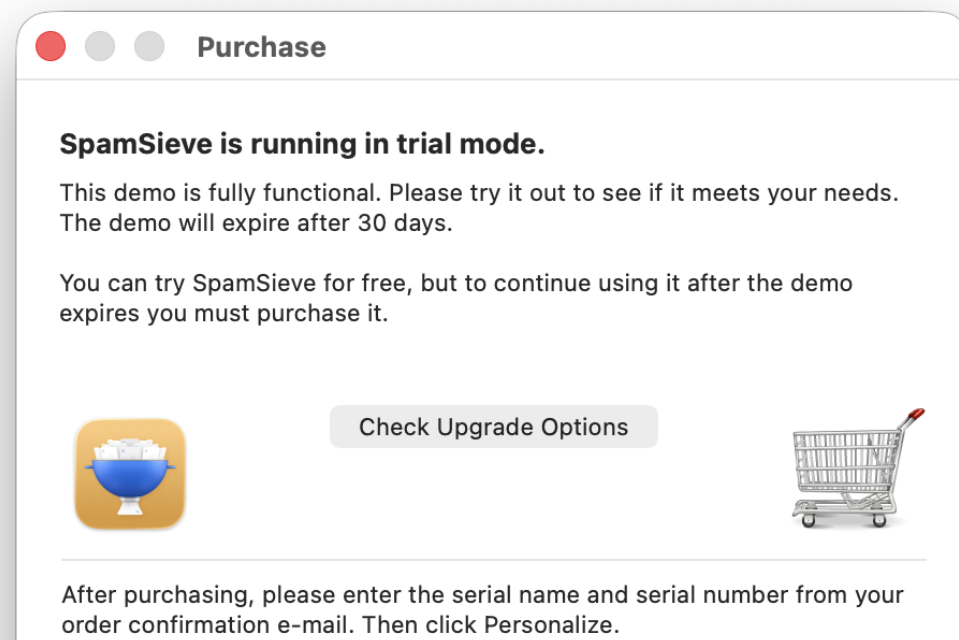 Purchase
SpamSieve is running in trial mode.
This demo is fully functional. Please try it out to see if it meets your needs.
The demo will expire after 30 days.
You can try SpamSieve for free, but to continue using it after the demo
expires you must purchase it.
Check Upgrade Options
After purchasing, please enter the serial name and serial number from your
order confirmation e-mail. Then click Personalize.